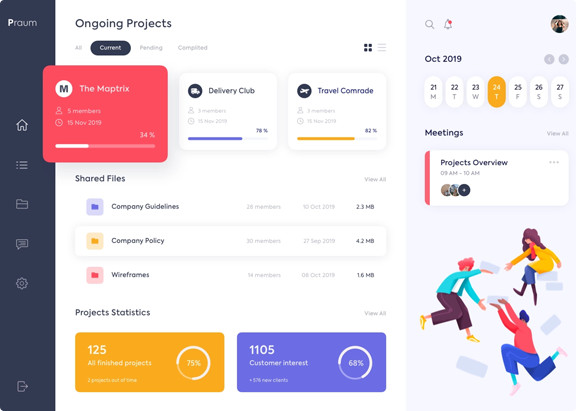 Praum
Ongoing Projects
All
Current
Pending
Complited
M
The Maptrix
3 members
15 Nov 2019
34 %
Delivery Club
3 members
15 Nov 2019
78 %
Travel Comrade
3 members
15 Nov 2019
82 %
Shared Files
View All
Company Guidelines
28 members
10 Oct 2019
2.3 MB
Company Policy
30 members
27 Sep 2019
4.2 MB
Wireframes
14 members
08 Oct 2019
1.6 MB
Projects Statistics
View All
125
All finished projects
2 projects out of time
75%
1105
Customer interest
+ 576 new clients
68%
Oct 2019
21 22 23 24 25 26 27
M T W T F S S
Meetings
View All
Projects Overview
09 AM - 10 AM